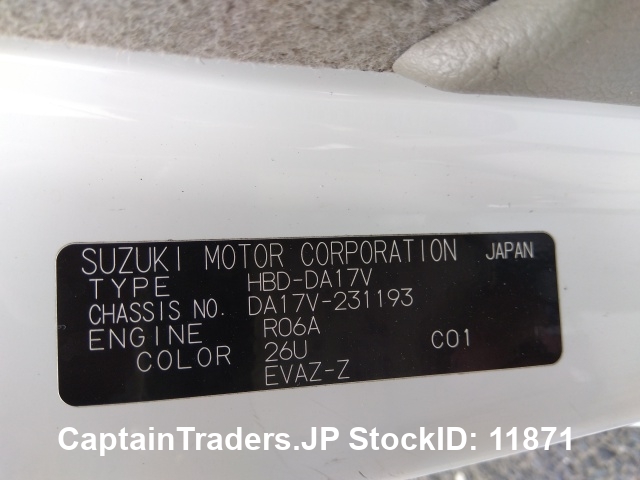 SUZUKI MOTOR CORPORATION JAPAN
TYPE HBD-DA17V
CHASSIS NO. DA17V-231193
ENGINE R06A
COLOR 26U C01
EVAZ-Z
CaptainTraders.JP StockID: 11871